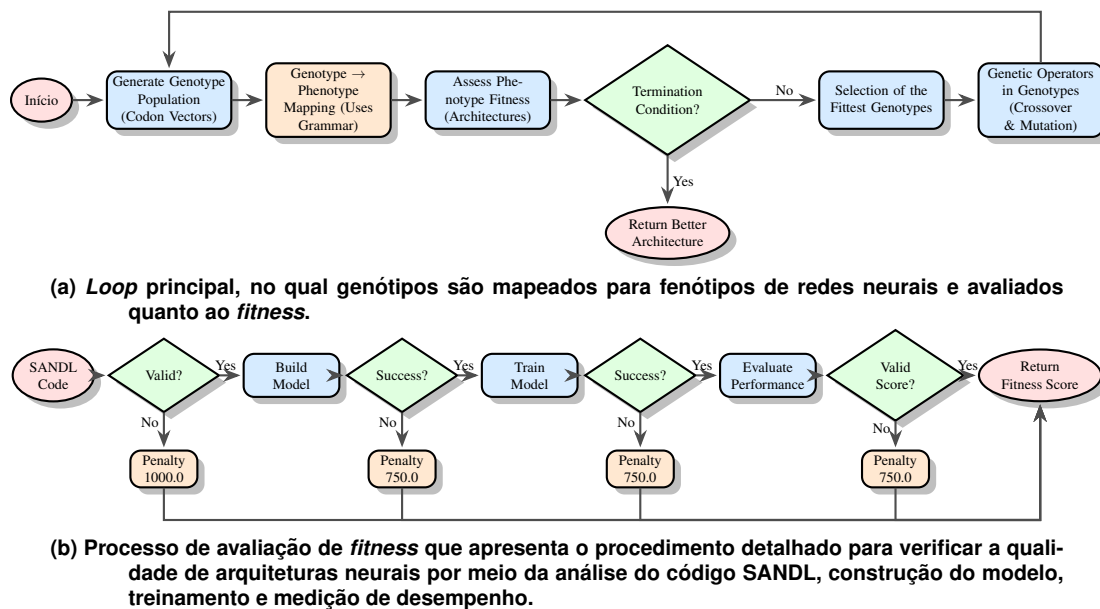 Início
Generate Genotype
Population
(Codon Vectors)
Genotype →
Phenotype
Mapping (Uses
Grammar)
Assess Phe-
notype Fitness
(Architectures)
Termination
Condition?
No
Selection of the
Fittest Genotypes
Genetic Operators
in Genotypes
(Crossover
& Mutation)
Yes
Return Better
Architecture
(a) Loop principal, no qual genótipos são mapeados para fenótipos de redes neurais e avaliados
quanto ao fitness.
SANDL
Code
Valid?
Yes
Build
Model
Success?
Yes
Train
Model
Success?
Yes
Evaluate
Performance
Valid
Score?
Yes
Return
Fitness Score
No
No
No
No
Penalty
1000.0
Penalty
750.0
Penalty
750.0
Penalty
750.0
(b) Processo de avaliação de fitness que apresenta o procedimento detalhado para verificar a quali-
dade de arquiteturas neurais por meio da análise do código SANDL, construção do modelo,
treinamento e medição de desempenho.